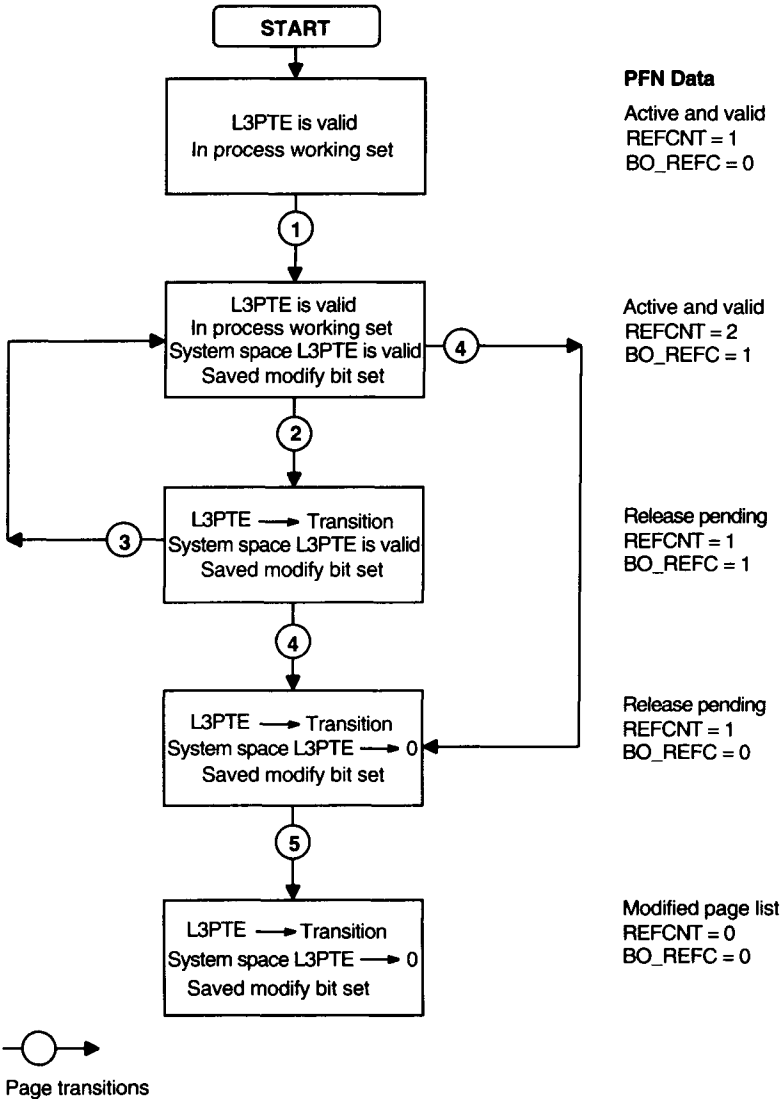 START
PFN Data
L3PTE is valid
In process working set
Active and valid
REFCNT = 1
BO_REFC = 0
1
L3PTE is valid
In process working set
System space L3PTE is valid
Saved modify bit set
4
Active and valid
REFCNT = 2
BO_REFC = 1
2
L3PTE → Transition
System space L3PTE is valid
Saved modify bit set
3
Release pending
REFCNT = 1
BO_REFC = 1
4
L3PTE → Transition
System space L3PTE → 0
Saved modify bit set
Release pending
REFCNT = 1
BO_REFC = 0
5
L3PTE → Transition
System space L3PTE → 0
Saved modify bit set
Modified page list
REFCNT = 0
BO_REFC = 0
Page transitions